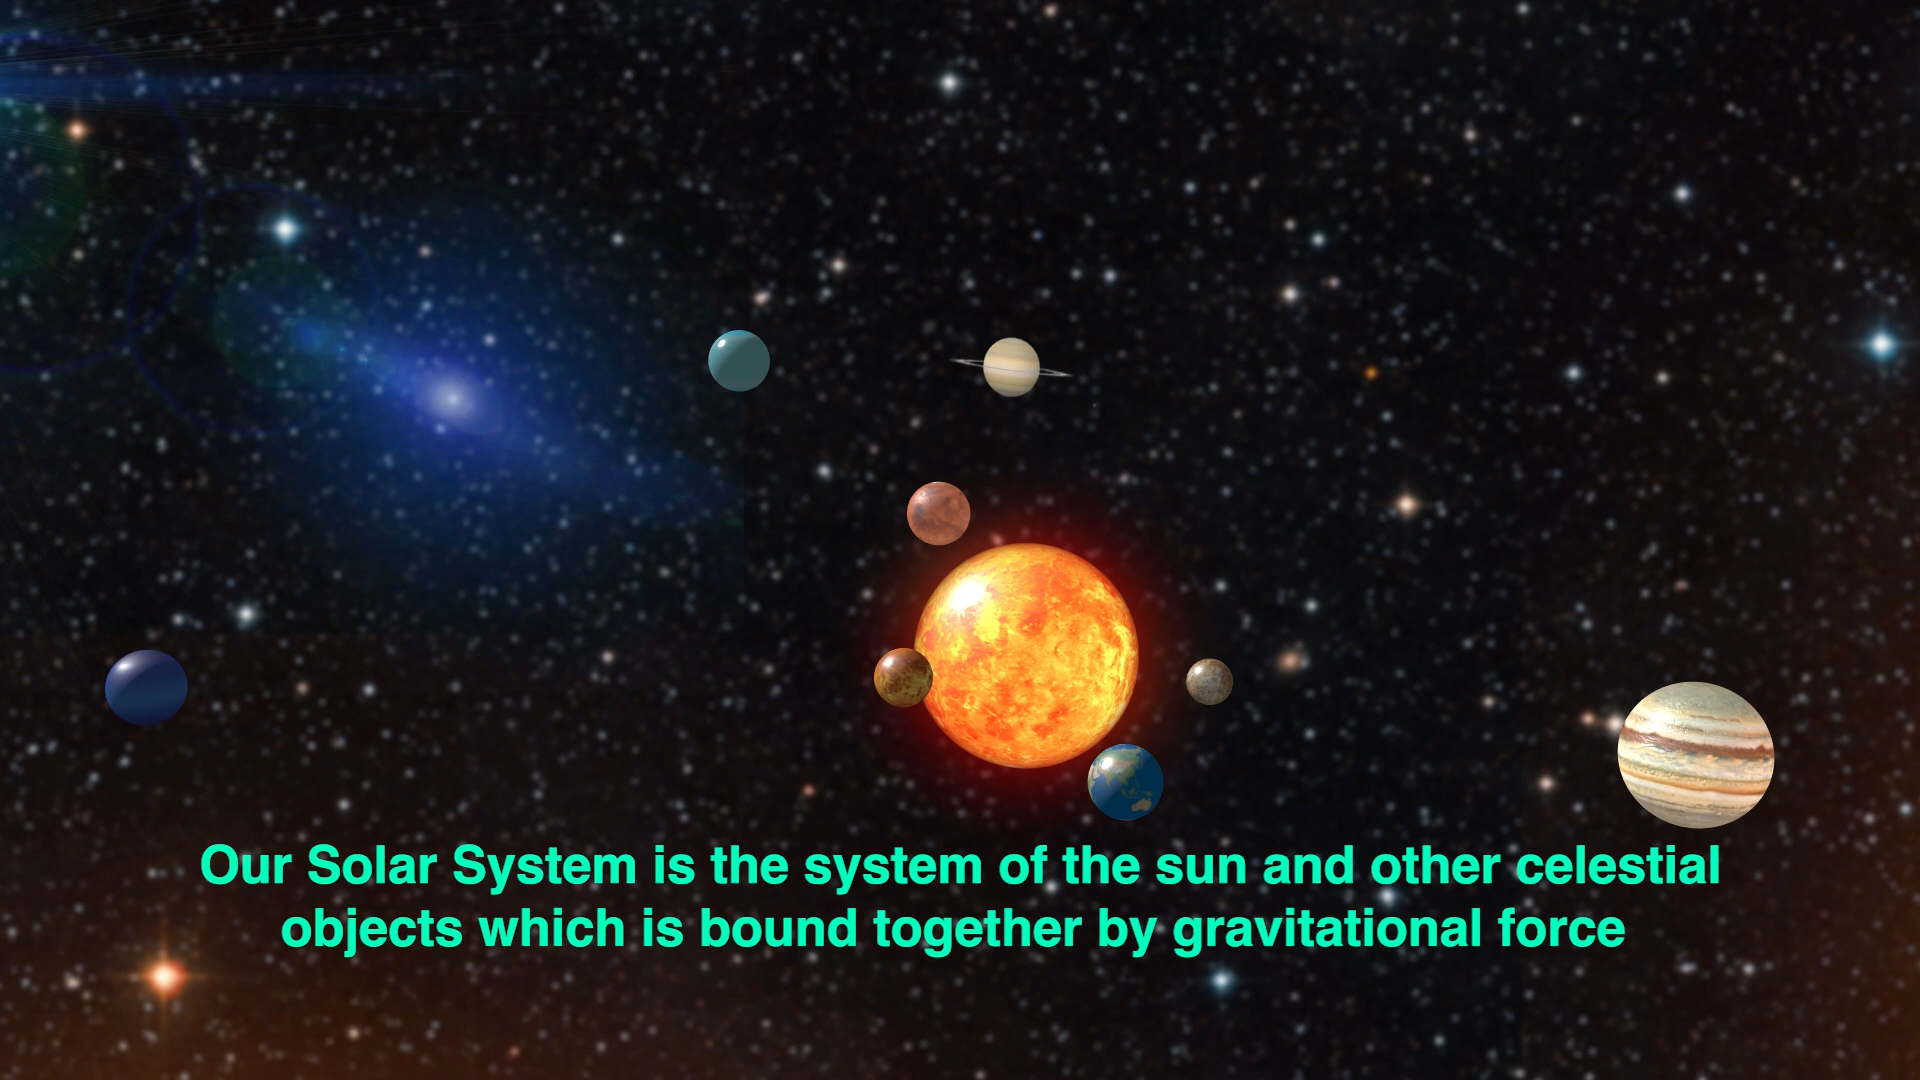 Our Solar System is the system of the sun and other celestial
objects which is bound together by gravitational force